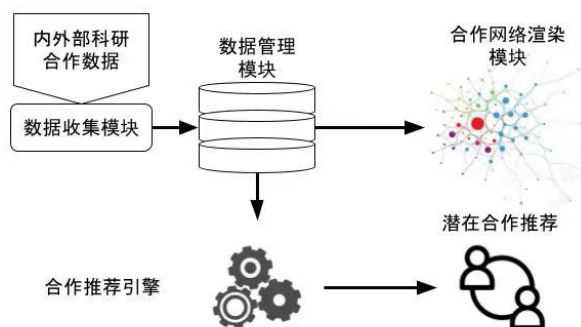 内外部科研
合作数据
数据收集模块
数据管理
模块
合作网络渲染
模块
合作推荐引擎
潜在合作推荐